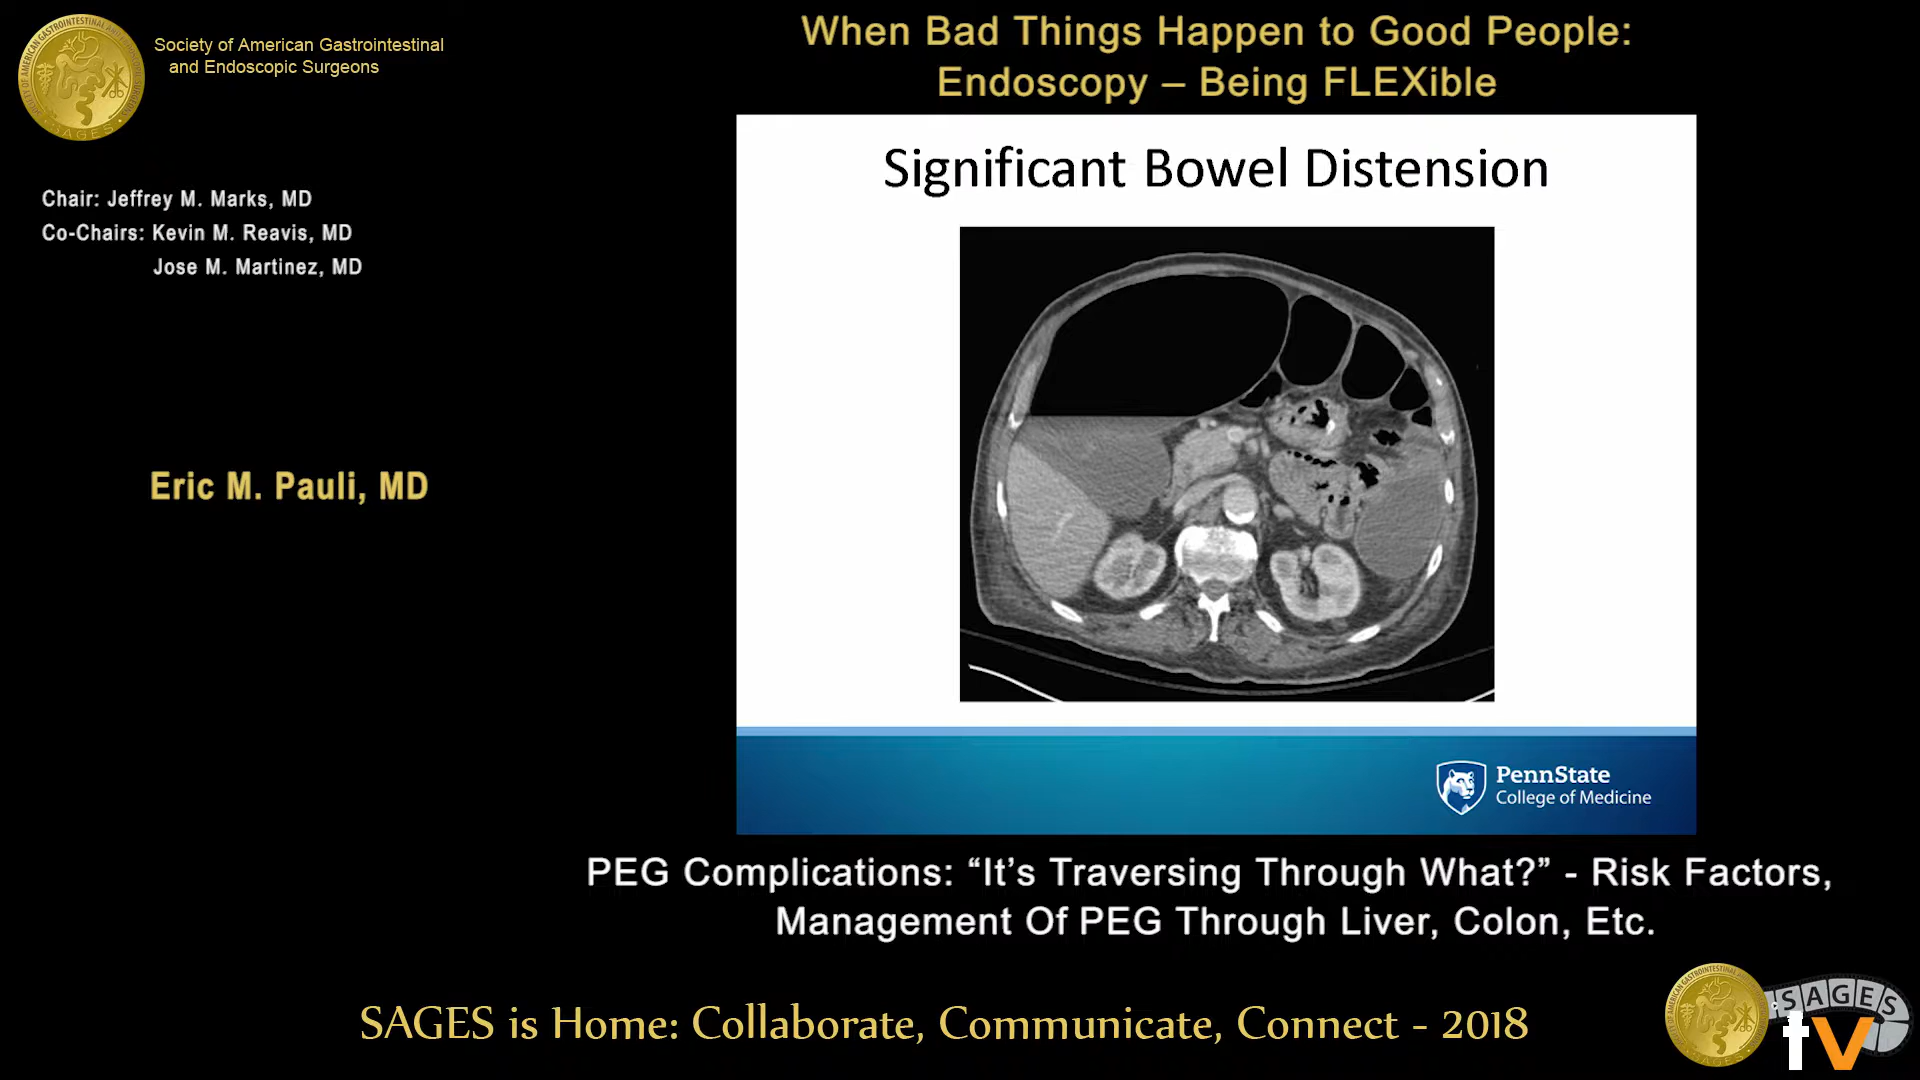 Society of American Gastrointestinal
and Endoscopic Surgeons
When Bad Things Happen to Good People:
Endoscopy – Being FLEXible
Chair: Jeffrey M. Marks, MD
Co-Chairs: Kevin M. Reavis, MD
Jose M. Martinez, MD
Eric M. Pauli, MD
Significant Bowel Distension
PennState
College of Medicine
PEG Complications: “It’s Traversing Through What?” - Risk Factors,
Management Of PEG Through Liver, Colon, Etc.
SAGES is Home: Collaborate, Communicate, Connect - 2018
SAGES
tv